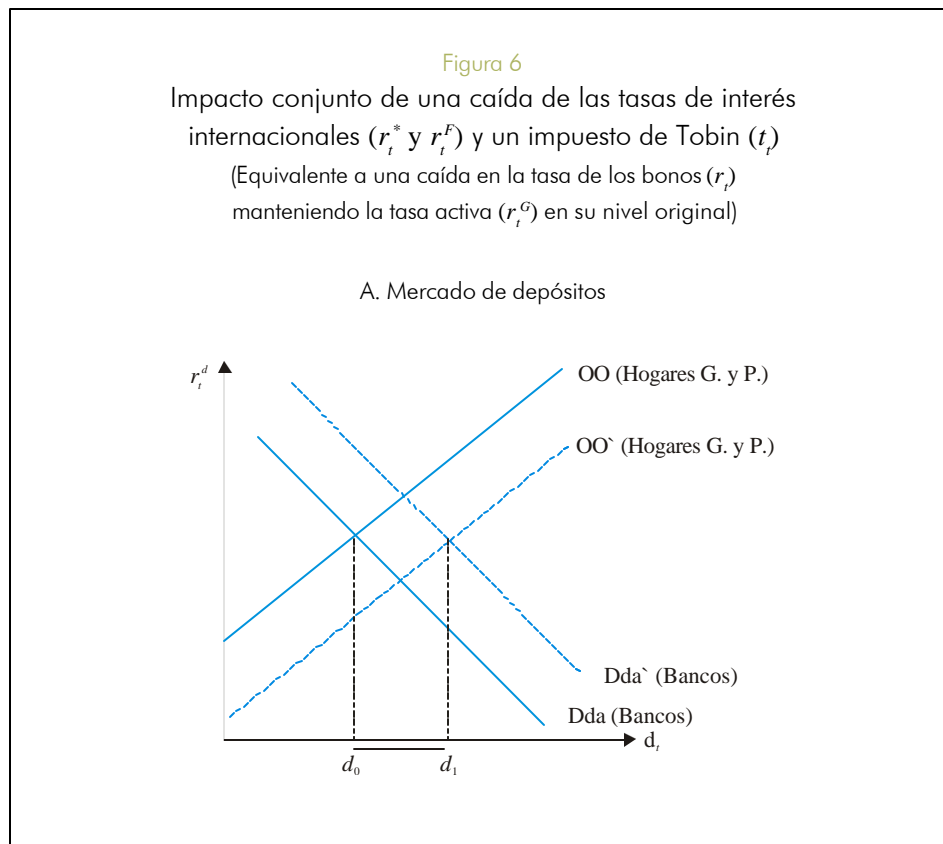 Figura 6
Impacto conjunto de una caída de las tasas de interés
internacionales (r_t^* y r_t^F) y un impuesto de Tobin (t_t)
(Equivalente a una caída en la tasa de los bonos (r_t)
manteniendo la tasa activa (r_t^G) en su nivel original)
A. Mercado de depósitos
r_t^d
OO (Hogares G. y P.)
OO` (Hogares G. y P.)
Dda` (Bancos)
Dda (Bancos)
d_t
d_0 d_1